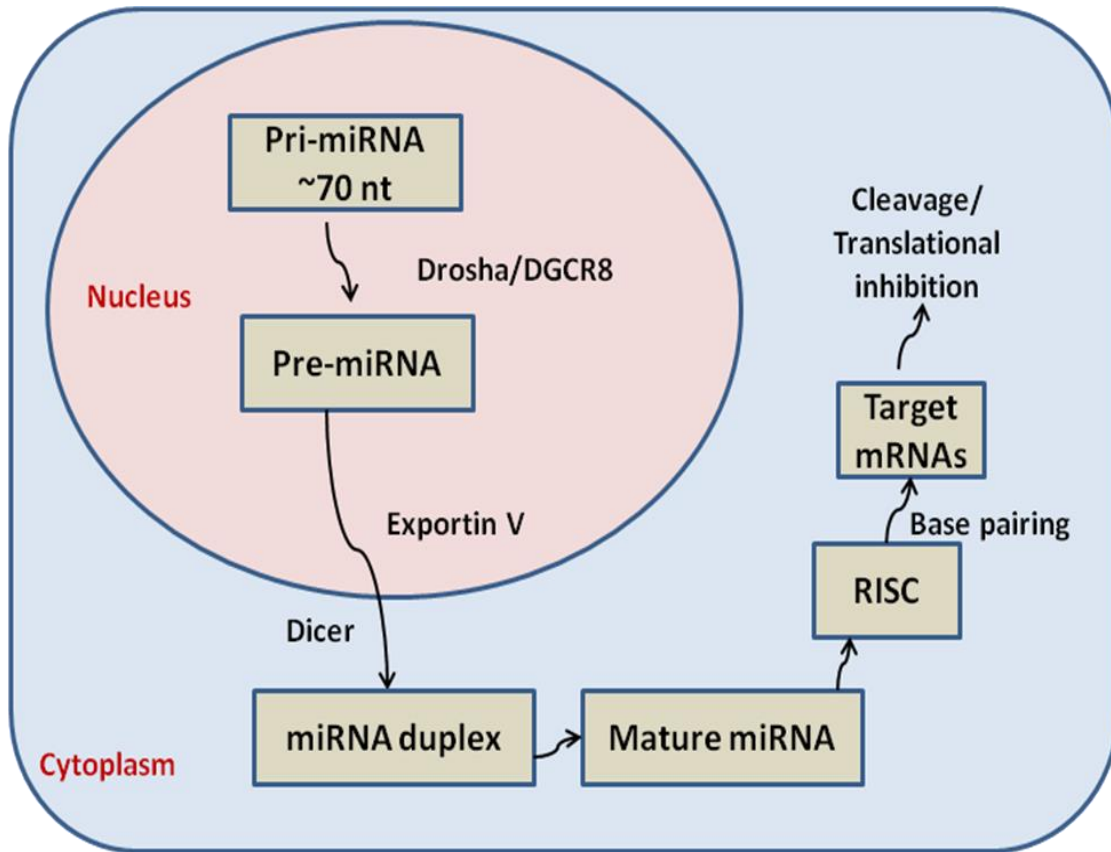 Pri-miRNA
~70 nt
Drosha/DGCR8
Nucleus
Pre-miRNA
Exportin V
Dicer
miRNA duplex
Mature miRNA
Cytoplasm
RISC
Base pairing
Target
mRNAs
Cleavage/
Translational
inhibition